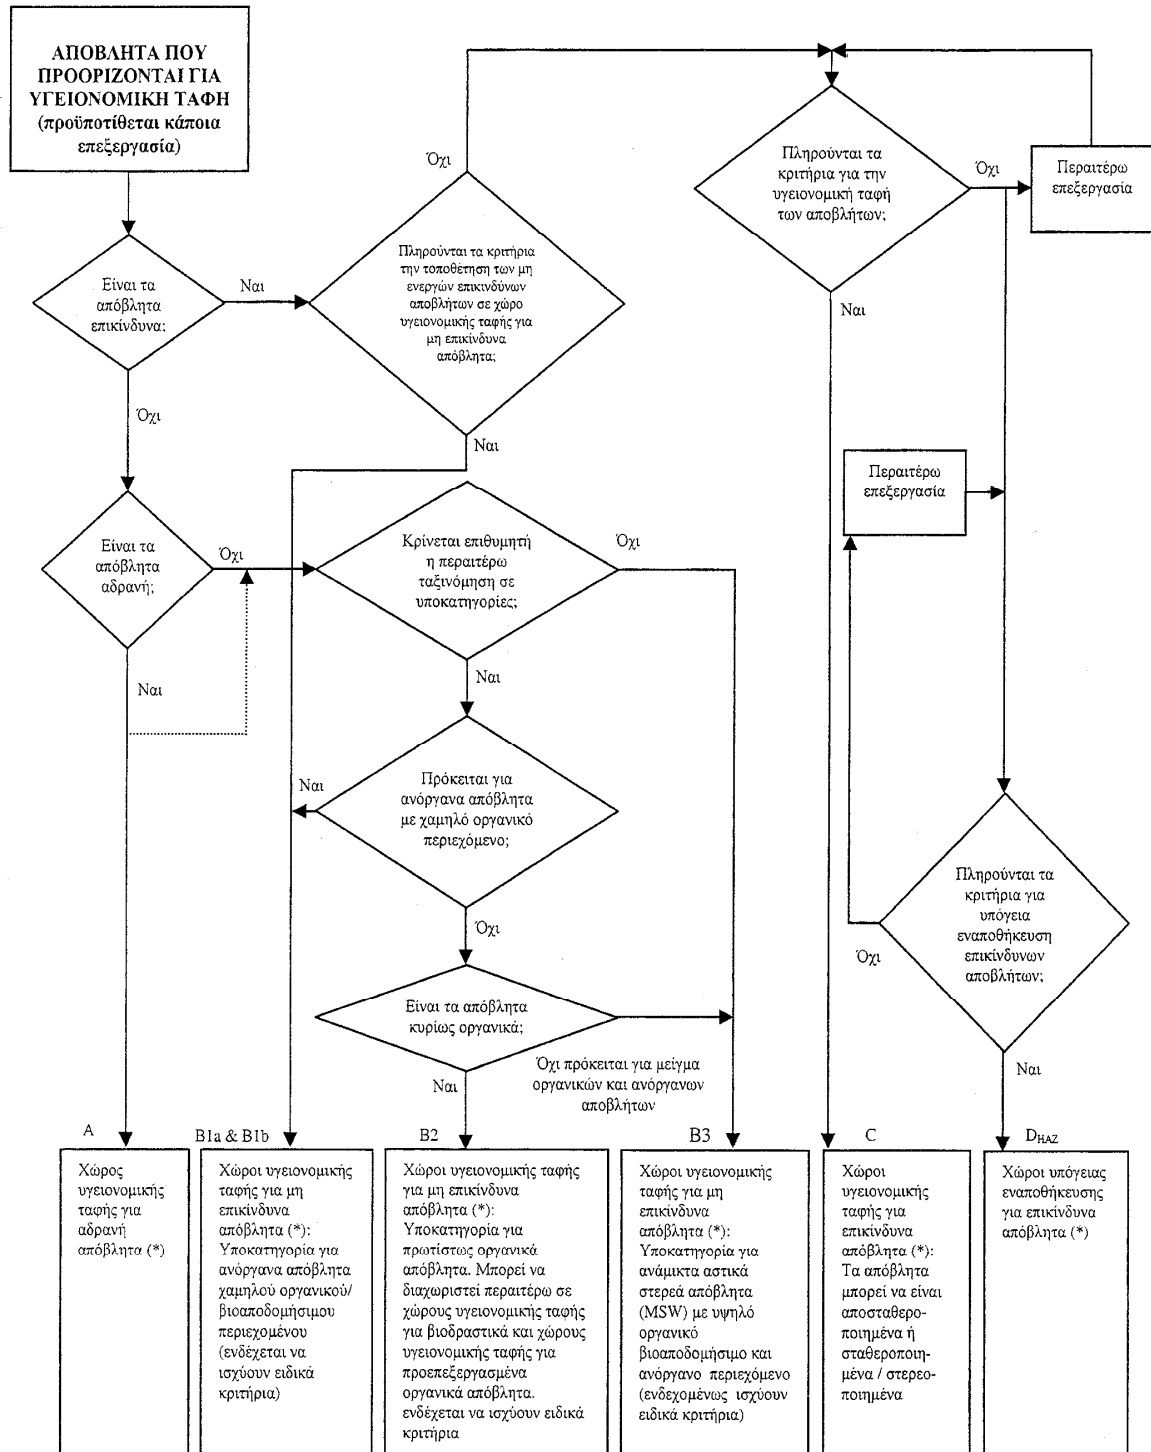 ΑΠΟΒΛΗΤΑ ΠΟΥ
ΠΡΟΟΡΙΖΟΝΤΑΙ ΓΙΑ
ΥΓΕΙΟΝΟΜΙΚΗ ΤΑΦΗ
(προϋποτίθεται κάποια
επεξεργασία)
Είναι τα
απόβλητα
επικίνδυνα;
Ναι
Όχι
Πληρούνται τα κριτήρια
την τοποθέτηση των μη
ενεργών επικινδύνων
αποβλήτων σε χώρο
υγειονομικής ταφής για
μη επικίνδυνα
απόβλητα;
Όχι
Ναι
Πληρούνται τα
κριτήρια για την
υγειονομική ταφή
των αποβλήτων;
Όχι
Ναι
Περαιτέρω
επεξεργασία
Είναι τα
απόβλητα
αδρανή;
Όχι
Ναι
Κρίνεται επιθυμητή
η περαιτέρω
ταξινόμηση σε
υποκατηγορίες;
Όχι
Ναι
Περαιτέρω
επεξεργασία
Πρόκειται για
ανόργανα απόβλητα
με χαμηλό οργανικό
περιεχόμενο;
Ναι
Όχι
Πληρούνται τα
κριτήρια για
υπόγεια
εναποθήκευση
επικίνδυνων
αποβλήτων;
Όχι
Ναι
Είναι τα απόβλητα
κυρίως οργανικά;
Ναι
Όχι πρόκειται για μείγμα
οργανικών και ανόργανων
αποβλήτων
A
Χώρος
υγειονομικής
ταφής για
αδρανή
απόβλητα (*)
B1a & B1b
Χώροι υγειονομικής
ταφής για μη
επικίνδυνα
απόβλητα (*):
Υποκατηγορία για
ανόργανα απόβλητα
χαμηλού οργανικού/
βιοαποδομήσιμου
περιεχομένου
(ενδέχεται να
ισχύουν ειδικά
κριτήρια)
B2
Χώροι υγειονομικής ταφής
για μη επικίνδυνα
απόβλητα (*):
Υποκατηγορία για
πρωτίστως οργανικά
απόβλητα. Μπορεί να
διαχωριστεί περαιτέρω σε
χώρους υγειονομικής ταφής
για βιοδραστικά και χώρους
υγειονομικής ταφής για
προεπεξεργασμένα
οργανικά απόβλητα.
ενδέχεται να ισχύουν ειδικά
κριτήρια
B3
Χώροι υγειονομικής
ταφής για μη
επικίνδυνα
απόβλητα (*):
Υποκατηγορία για
ανάμικτα αστικά
στερεά απόβλητα
(MSW) με υψηλό
οργανικό
βιοαποδομήσιμο και
ανόργανο περιεχόμενο
(ενδεχομένως ισχύουν
ειδικά κριτήρια)
C
Χώροι
υγειονομικής
ταφής για
επικίνδυνα
απόβλητα (*):
Τα απόβλητα
μπορεί να είναι
αποσταθερο-
ποιημένα ή
σταθεροποιη-
μένα / στερεο-
ποιημένα
DHAZ
Χώροι υπόγειας
εναποθήκευσης
για επικίνδυνα
απόβλητα (*)